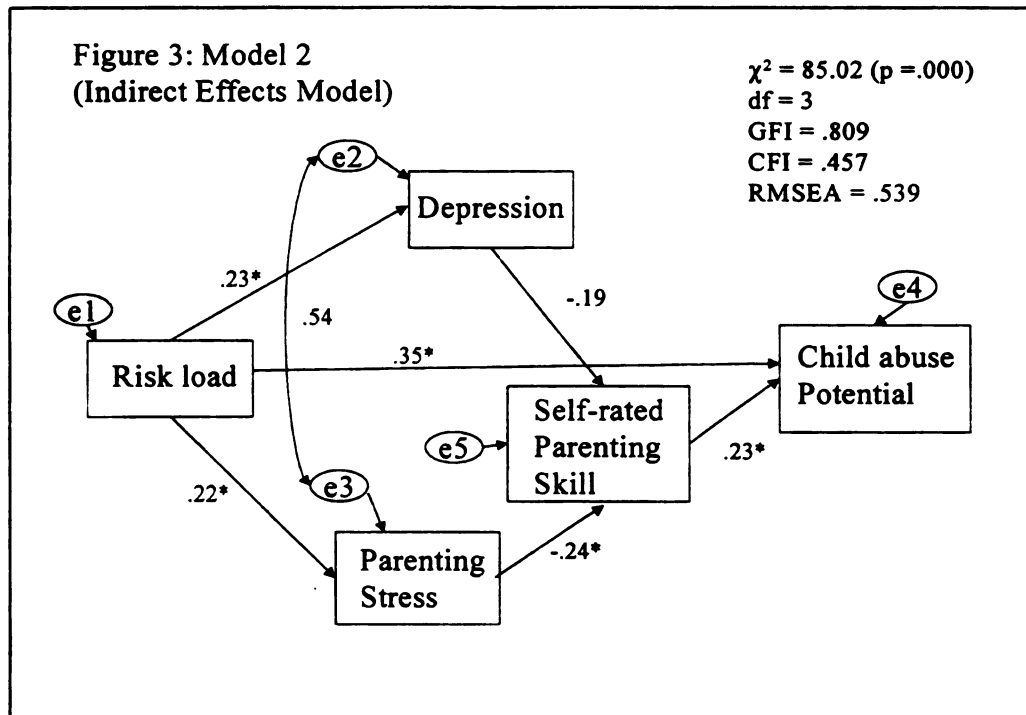 Figure 3: Model 2
(Indirect Effects Model)
χ² = 85.02 (p =.000)
df = 3
GFI = .809
CFI = .457
RMSEA = .539
e2
Depression
.23*
-.19
e4
e1
.54
Risk load
.35*
Child abuse
Potential
Self-rated
Parenting
Skill
e5
.23*
.22*
e3
Parenting
Stress
-.24*